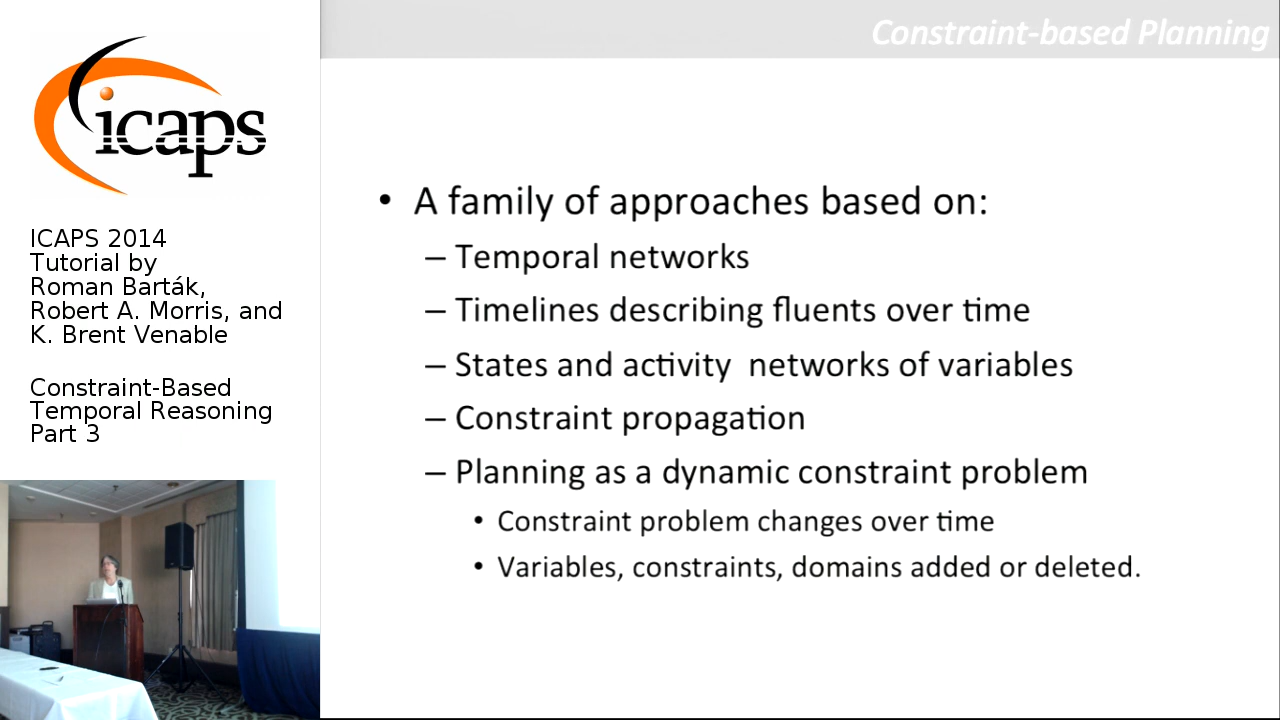 icaps
ICAPS 2014
Tutorial by
Roman Barták,
Robert A. Morris, and
K. Brent Venable
Constraint-Based
Temporal Reasoning
Part 3
Constraint-based Planning
• A family of approaches based on:
– Temporal networks
– Timelines describing fluents over time
– States and activity networks of variables
– Constraint propagation
– Planning as a dynamic constraint problem
• Constraint problem changes over time
• Variables, constraints, domains added or deleted.